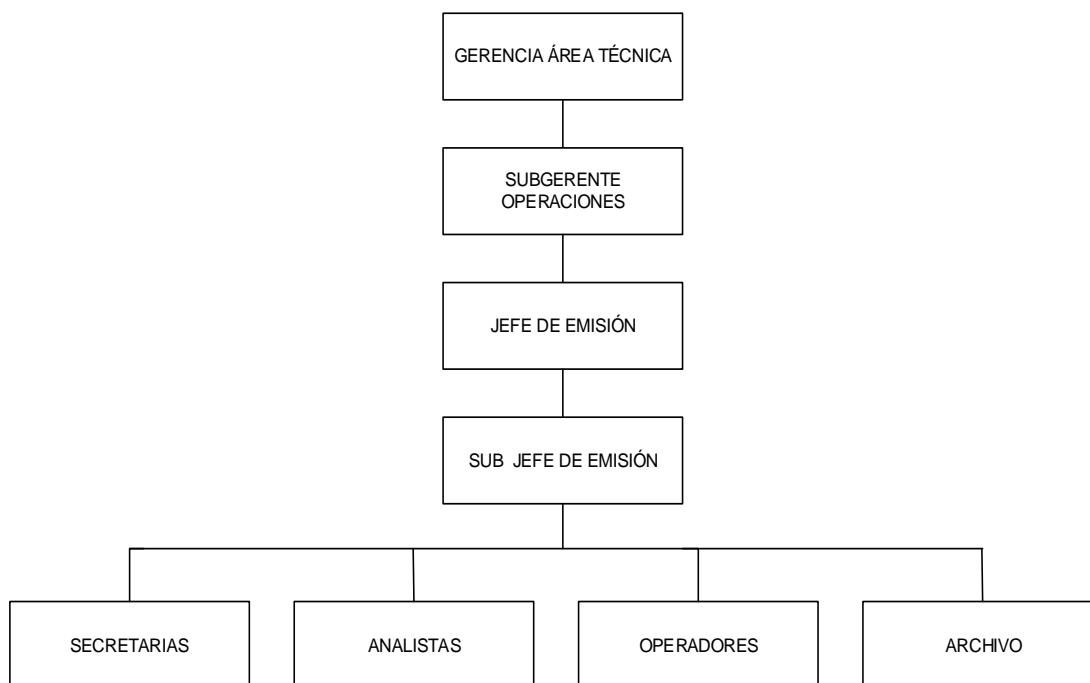 GERENCIA ÁREA TÉCNICA
SUBGERENTE
OPERACIONES
JEFE DE EMISIÓN
SUB JEFE DE EMISIÓN
SECRETARIAS
ANALISTAS
OPERADORES
ARCHIVO